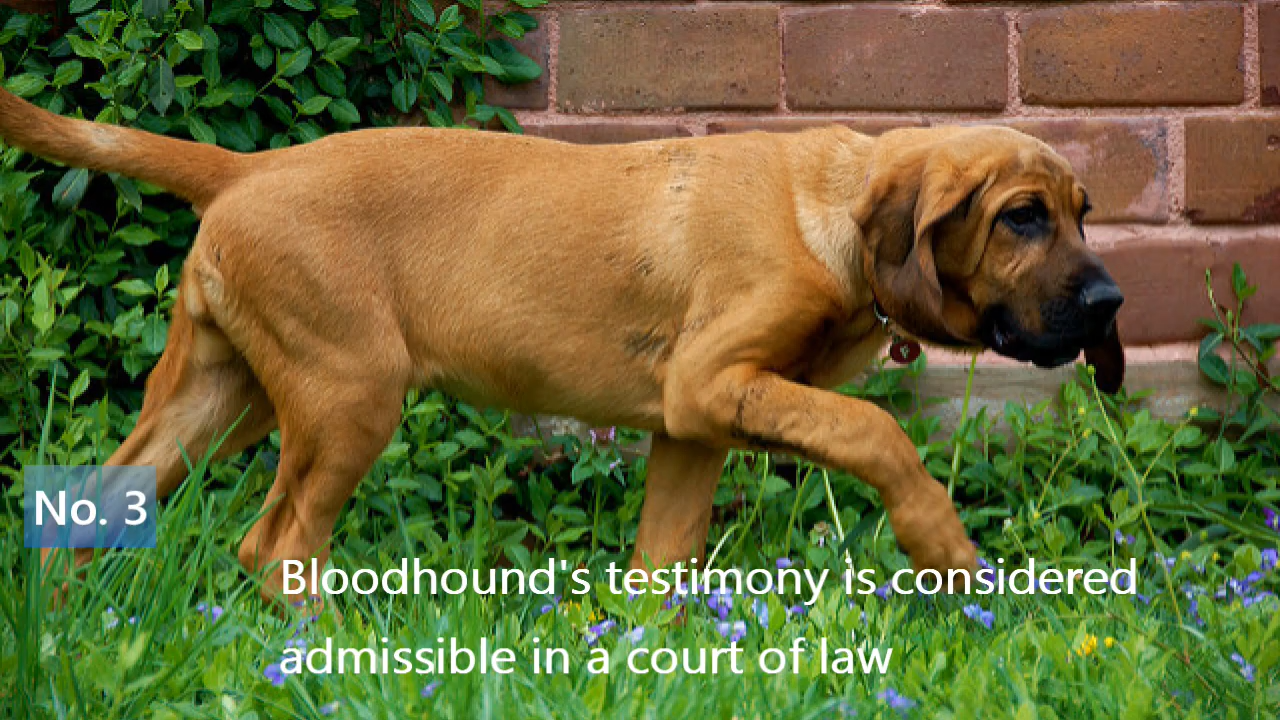 No. 3
Bloodhound's testimony is considered
admissible in a court of law